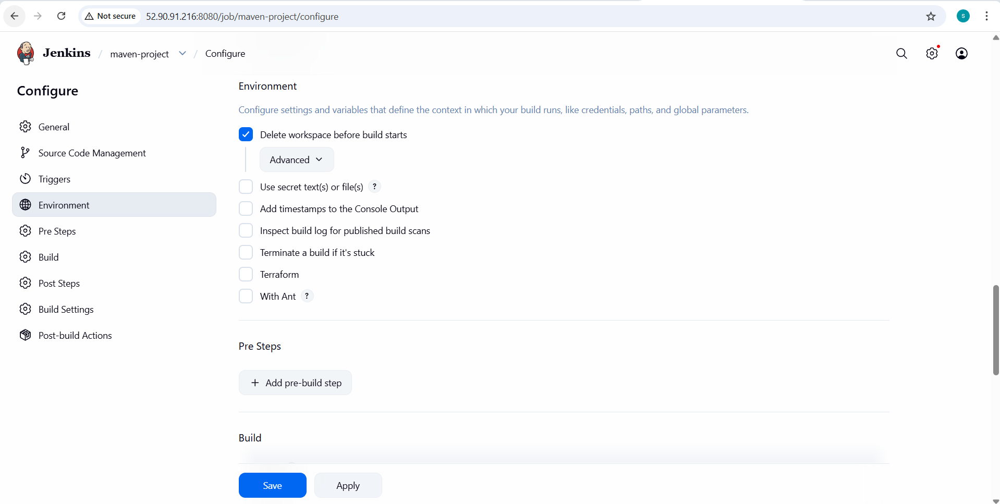 Not secure 52.90.91.216:8080/job/maven-project/configure
s
Jenkins / maven-project / Configure
Configure
General
Source Code Management
Triggers
Environment
Pre Steps
Build
Post Steps
Build Settings
Post-build Actions
Environment
Configure settings and variables that define the context in which your build runs, like credentials, paths, and global parameters.
Delete workspace before build starts
Advanced
Use secret text(s) or file(s) ?
Add timestamps to the Console Output
Inspect build log for published build scans
Terminate a build if it's stuck
Terraform
With Ant ?
Pre Steps
+ Add pre-build step
Build
Save Apply